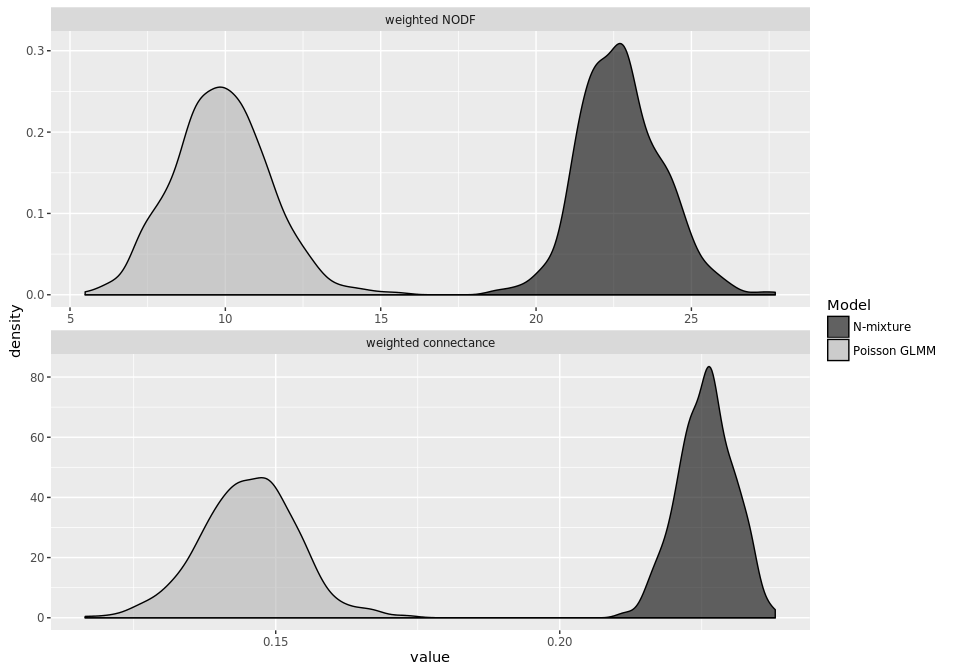 weighted NODF
0.3
0.2
0.1
0.0
5 10 15 20 25
density
weighted connectance
80
60
40
20
0
0.15 0.20
value
Model
N-mixture
Poisson GLMM